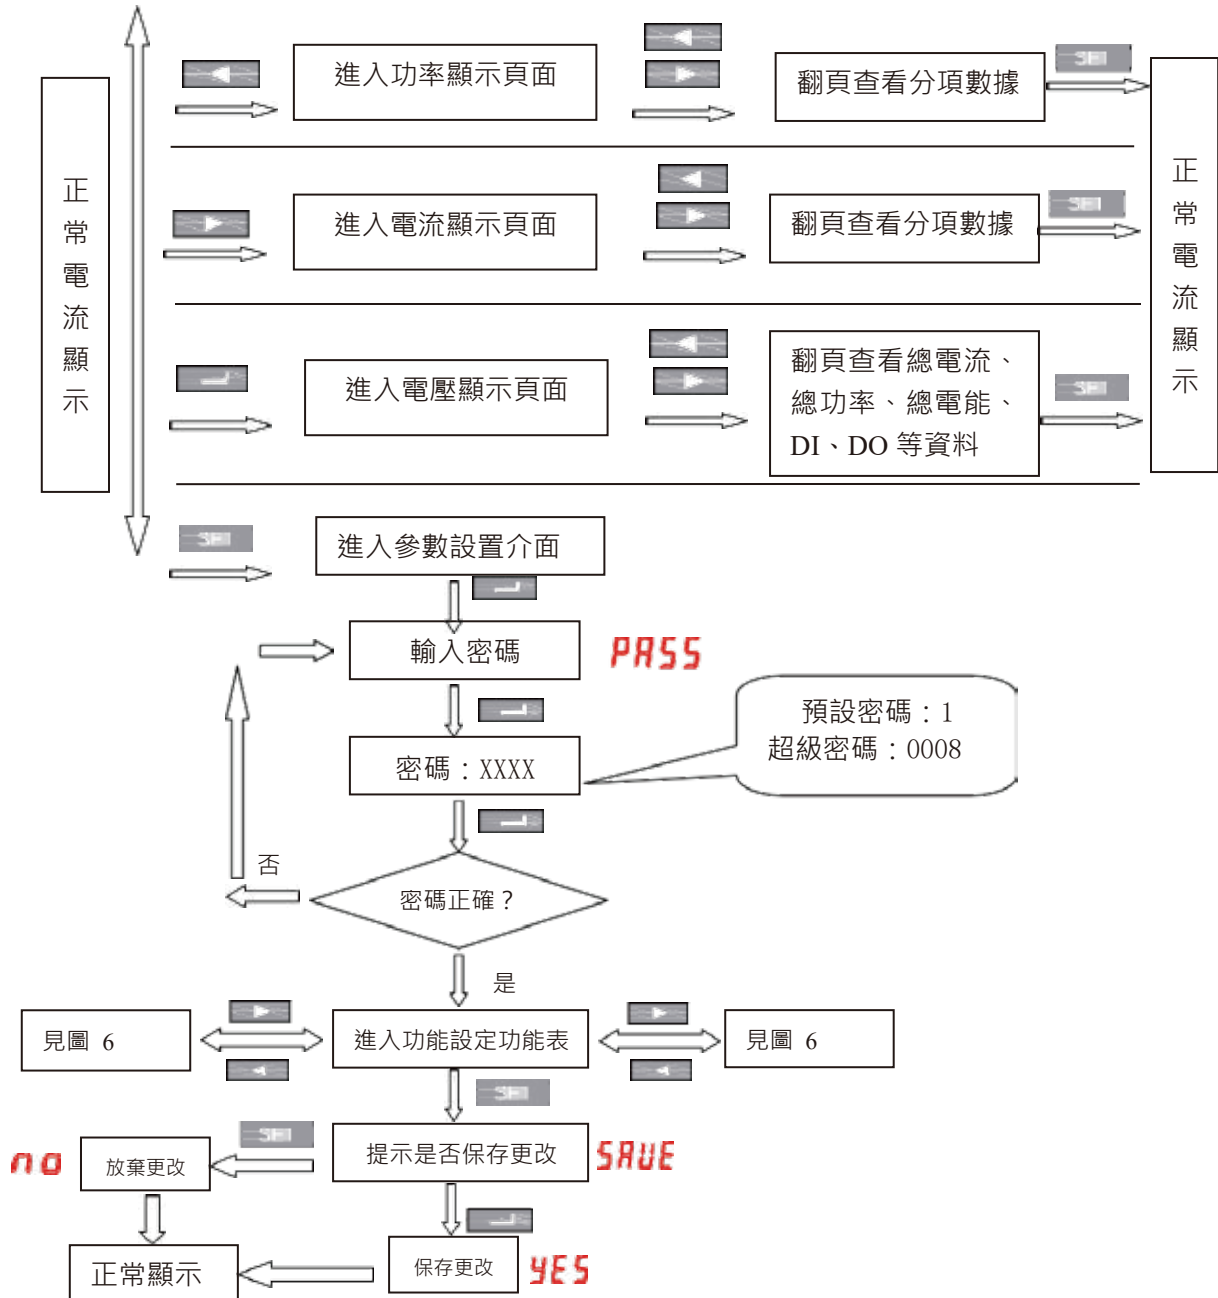 正常電流顯示
進入功率顯示頁面
翻頁查看分項數據
SET
正常電流顯示
進入電流顯示頁面
翻頁查看分項數據
SET
進入電壓顯示頁面
翻頁查看總電流、
總功率、總電能、
DI、DO 等資料
SET
SET
進入參數設置介面
輸入密碼
PASS
預設密碼：1
超級密碼：0008
密碼：XXXX
否
密碼正確？
是
見圖 6
進入功能設定功能表
見圖 6
SET
SET
no
放棄更改
提示是否保存更改
SAVE
正常顯示
保存更改
YES